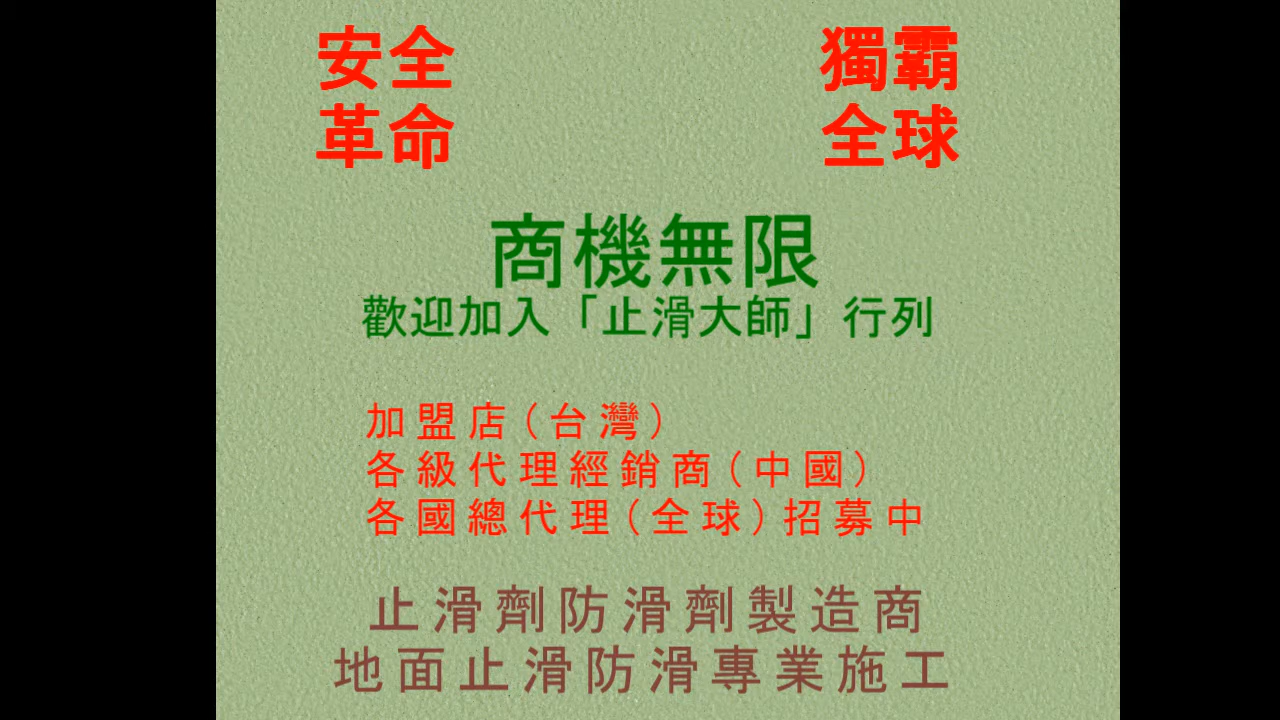 安全 獨霸
革命 全球
商機無限
歡迎加入「止滑大師」行列
加盟店(台灣)
各級代理經銷商(中國)
各國總代理(全球)招募中
止滑劑防滑劑製造商
地面止滑防滑專業施工